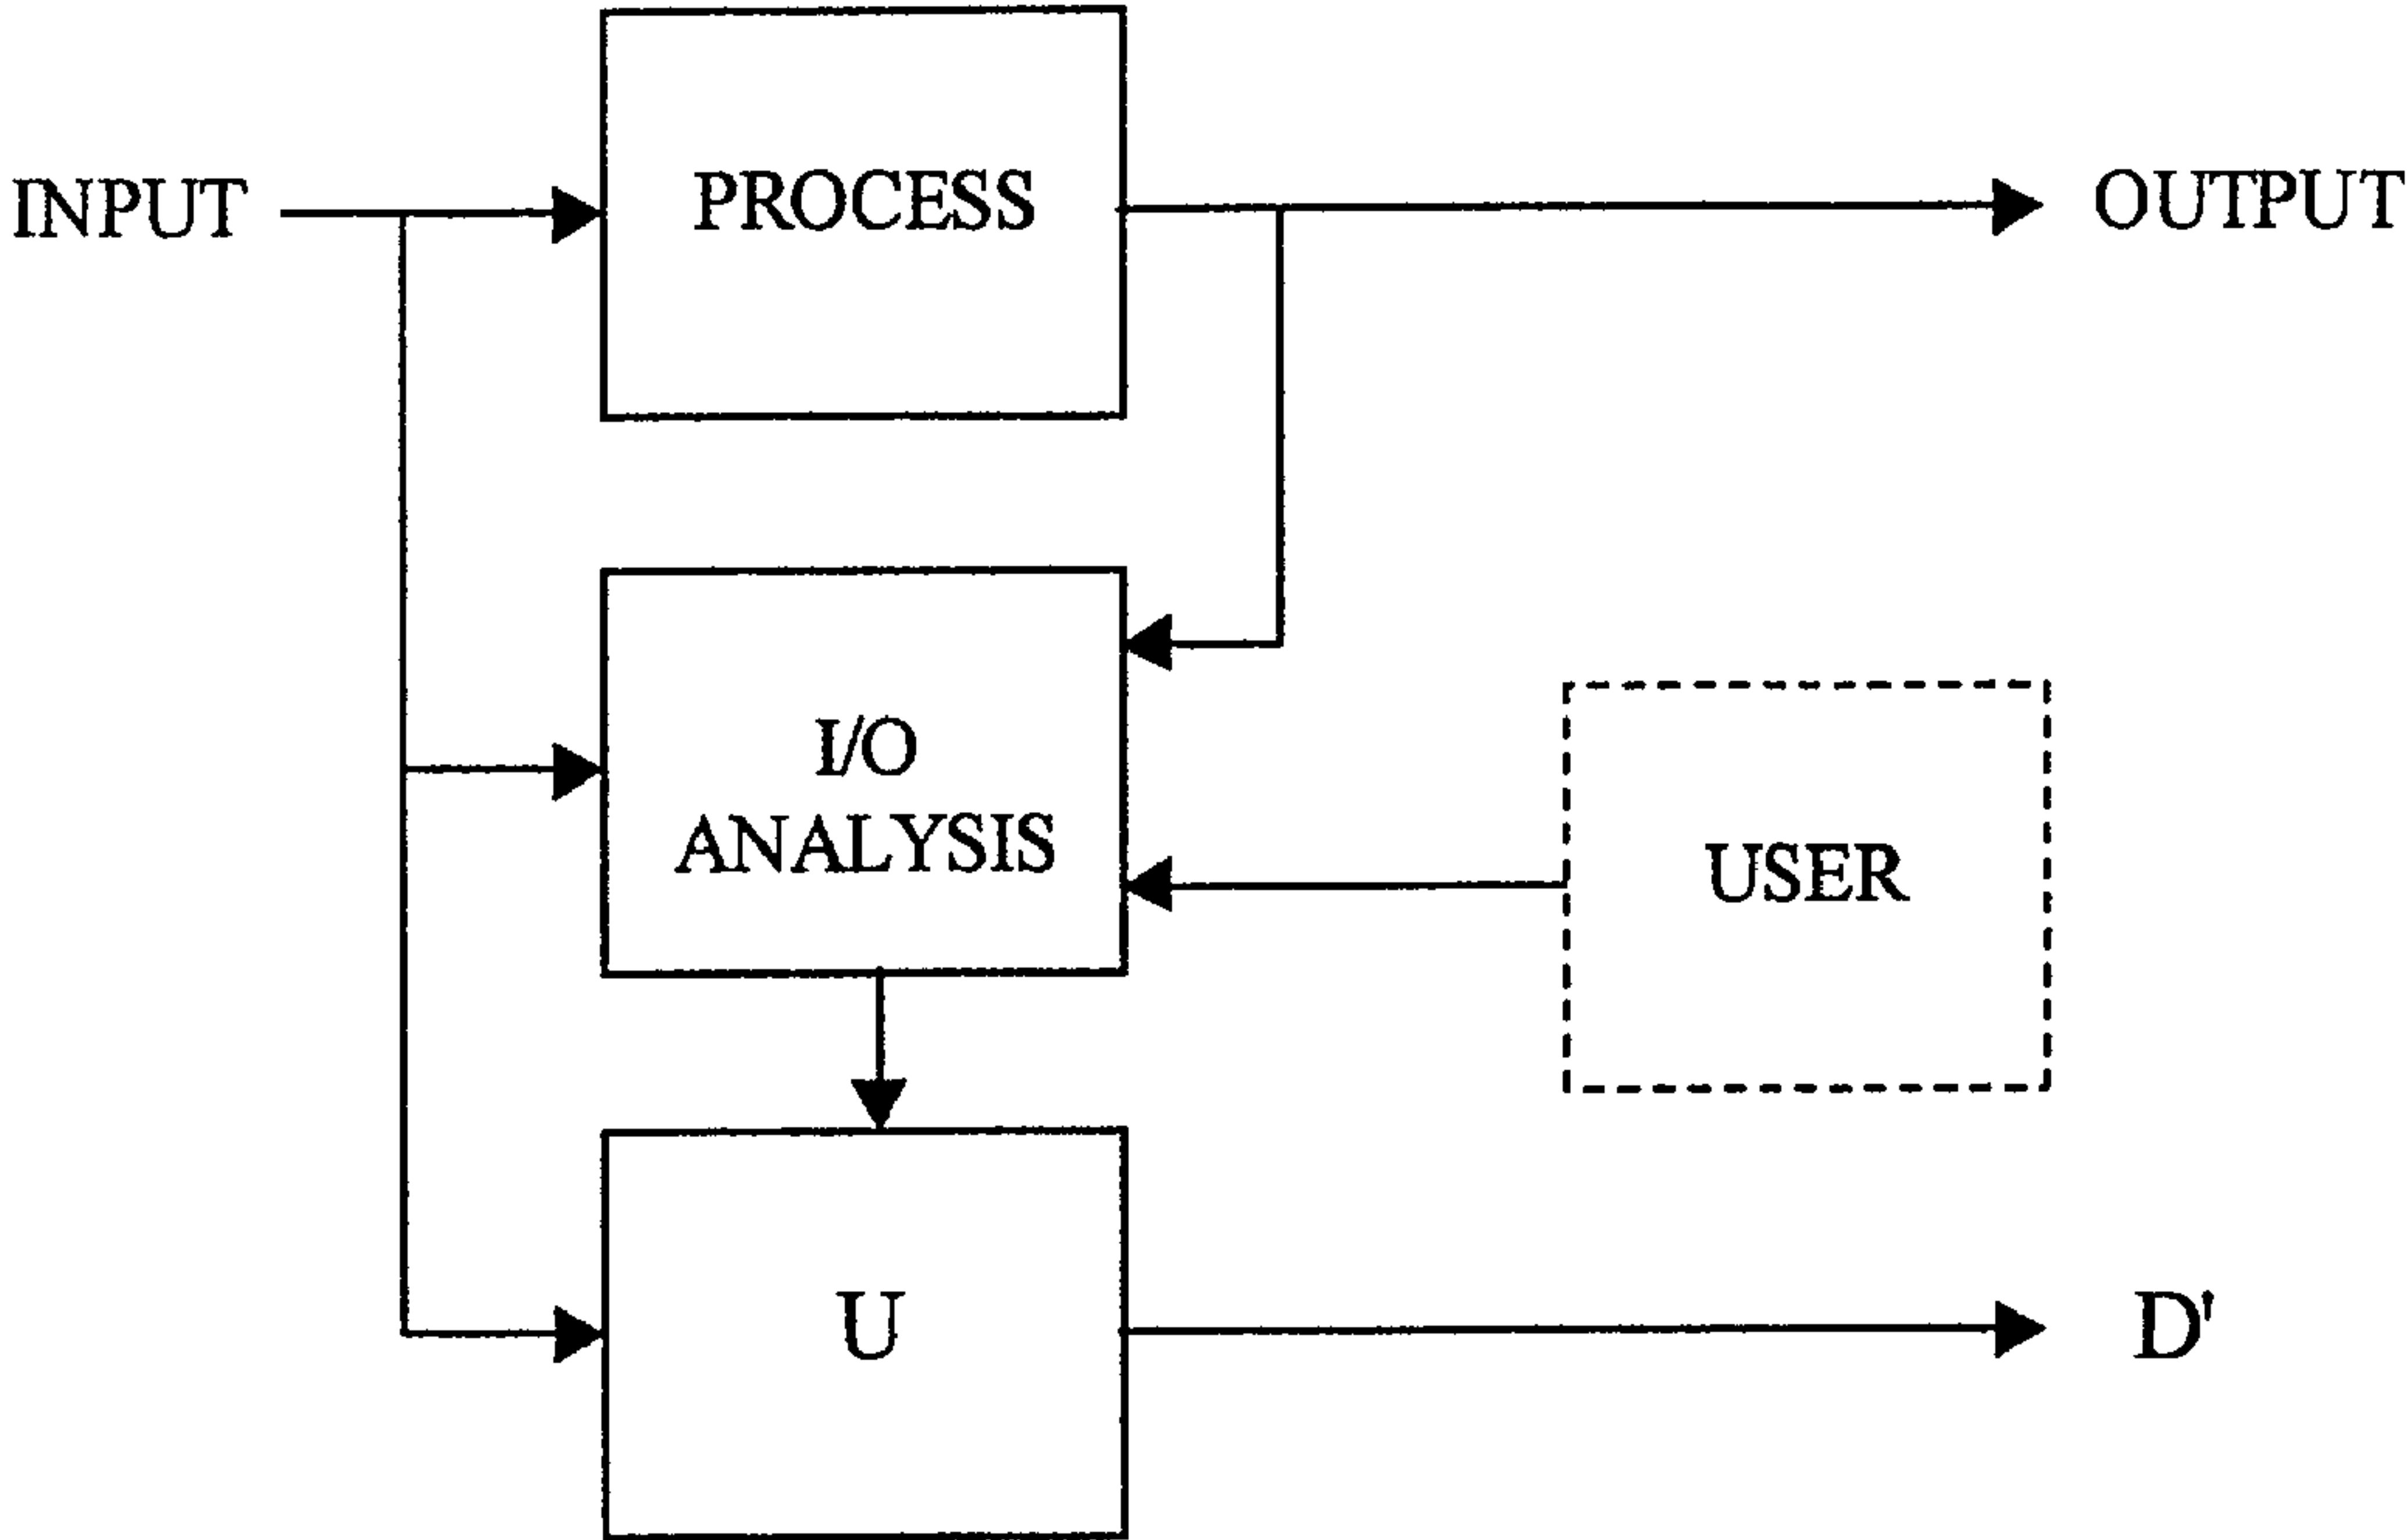 INPUT
PROCESS
OUTPUT
I/O
ANALYSIS
USER
U
D'